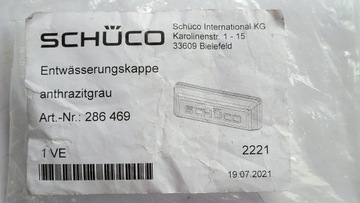 SCHÜCO
Schüco International KG
Karolinenstr. 1 - 15
33609 Bielefeld
Entwässerungskappe
anthrazitgrau
Art.-Nr.: 286 469
SCHÜCO
1 VE
2221
19.07.2021